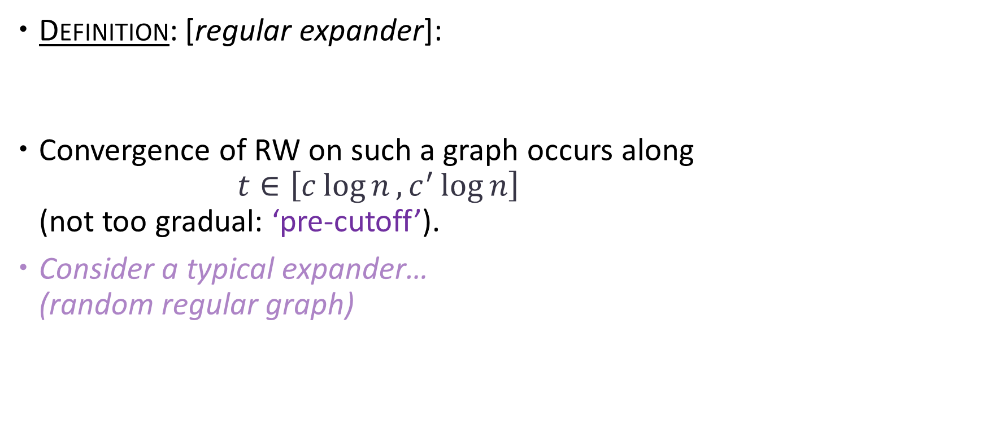 • DEFINITION: [regular expander]:
• Convergence of RW on such a graph occurs along
t ∈ [c log n , c′ log n]
(not too gradual: ‘pre-cutoff’).
• Consider a typical expander…
(random regular graph)